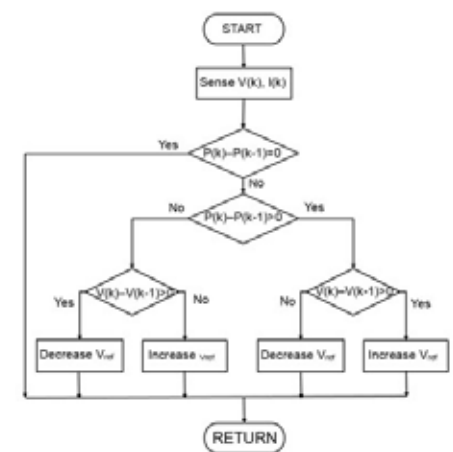 START
Sense V(k), I(k)
Yes
P(k)–P(k-1)=0
No
No
P(k)–P(k-1)>0
Yes
V(k)–V(k-1)>0
V(k)=V(k-1)>0
Yes
No
No
Yes
Decrease Vref
Increase Vref
Decrease Vref
Increase Vref
RETURN